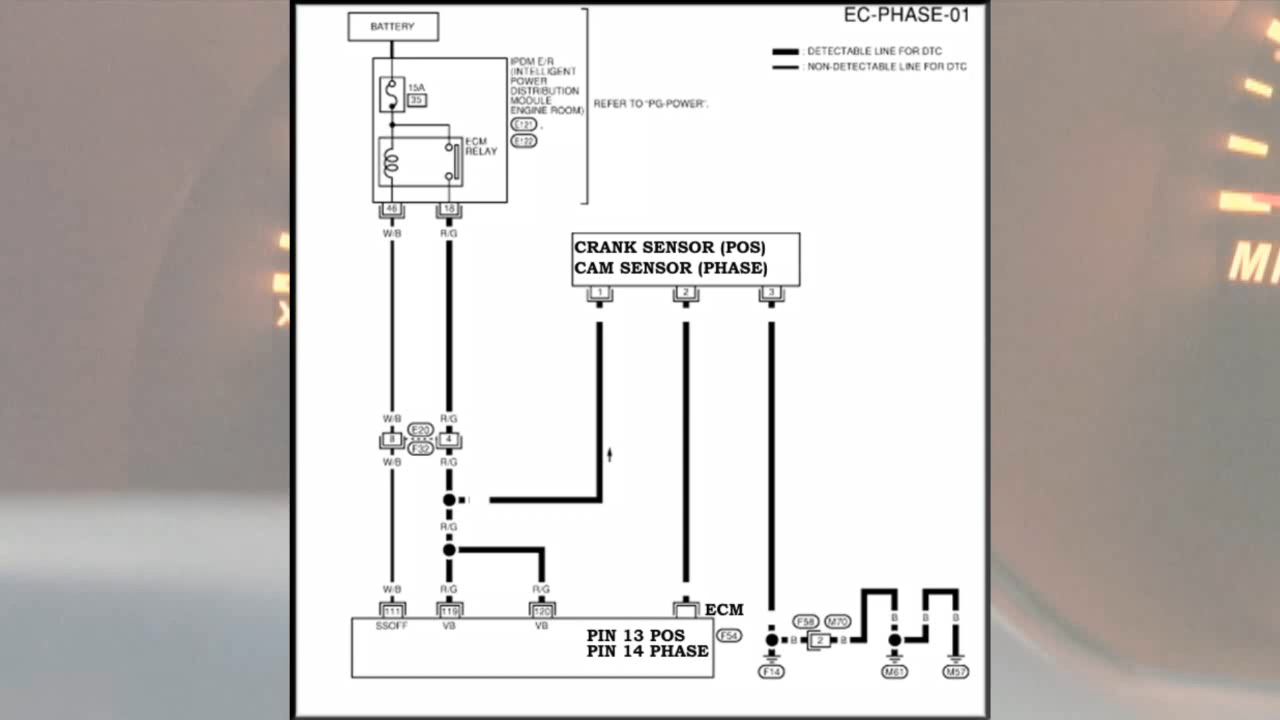 EC-PHASE-01
BATTERY
: DETECTABLE LINE FOR DTC
: NON-DETECTABLE LINE FOR DTC
15A
35
IPDM E/R
(INTELLIGENT
POWER
DISTRIBUTION
MODULE
ENGINE ROOM)
E121 ,
E122
REFER TO "PG-POWER".
ECM
RELAY
46 18
W/B R/G
CRANK SENSOR (POS)
CAM SENSOR (PHASE)
1 2 3
W/B R/G
8 E20 4
F32
W/B R/G
R/G
W/B R/G R/G
111 119 120 ECM
SSOFF VB VB
PIN 13 POS
PIN 14 PHASE
F54
F58 M70
B 2 B
B B B
F14 M61 M57